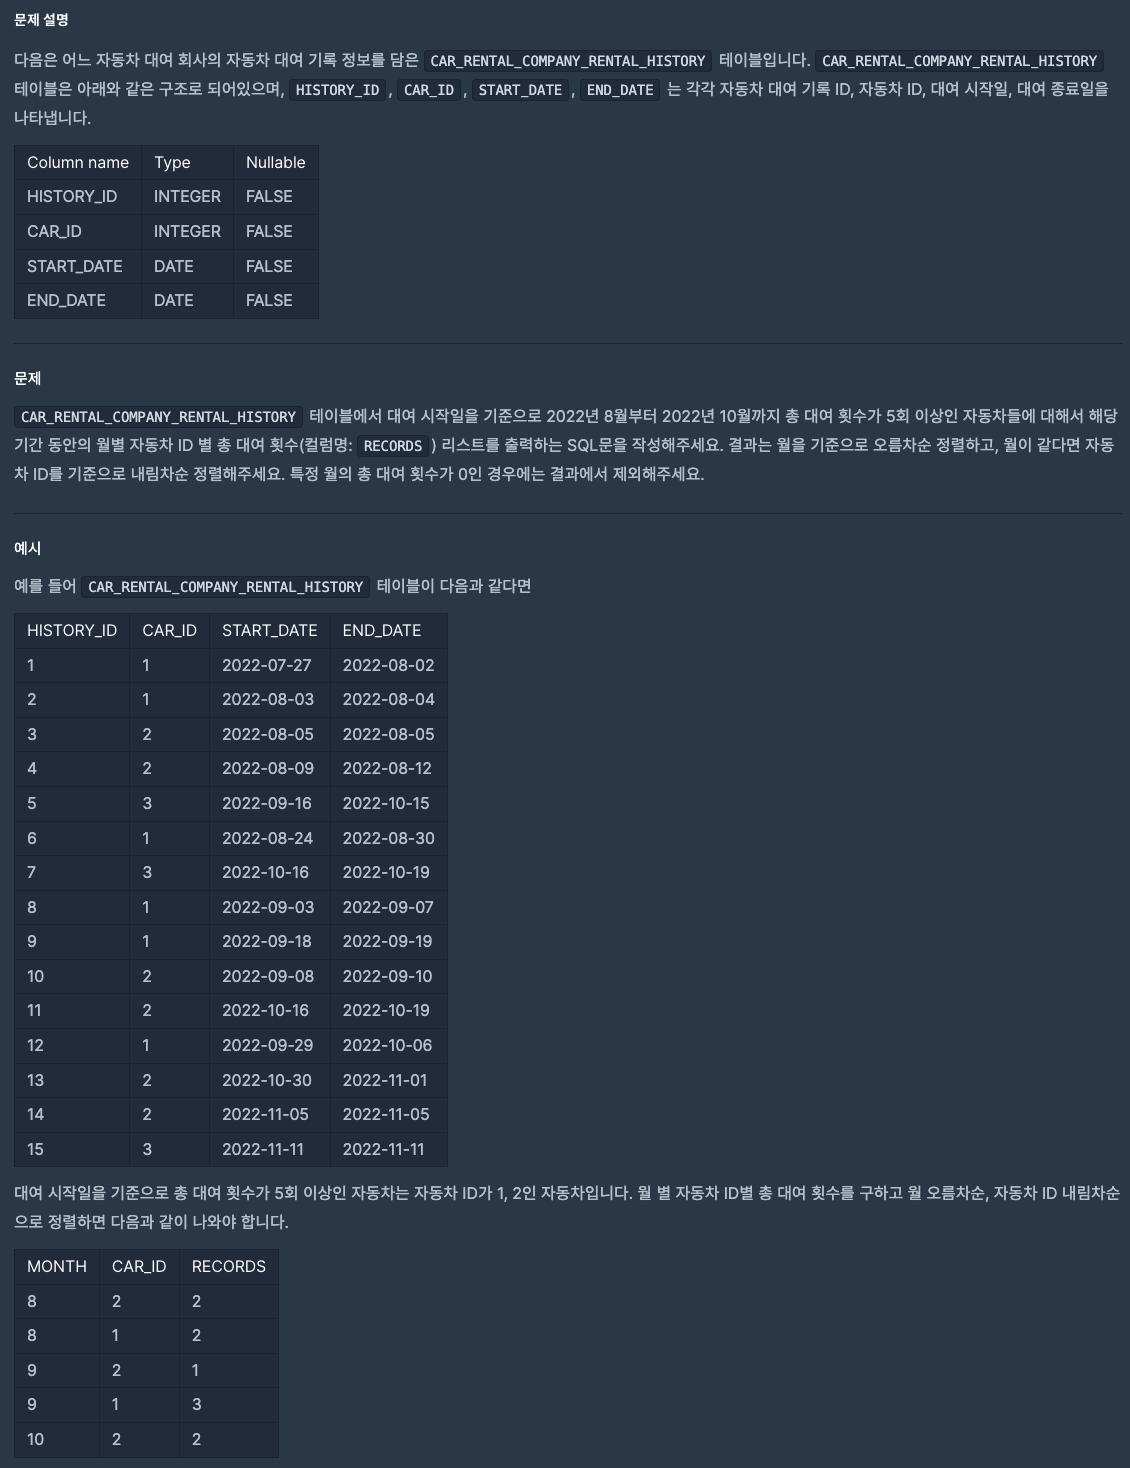 문제 설명
다음은 어느 자동차 대여 회사의 자동차 대여 기록 정보를 담은 CAR_RENTAL_COMPANY_RENTAL_HISTORY 테이블입니다. CAR_RENTAL_COMPANY_RENTAL_HISTORY
테이블은 아래와 같은 구조로 되어있으며, HISTORY_ID , CAR_ID , START_DATE , END_DATE 는 각각 자동차 대여 기록 ID, 자동차 ID, 대여 시작일, 대여 종료일을
나타냅니다.
Column name Type Nullable
HISTORY_ID INTEGER FALSE
CAR_ID INTEGER FALSE
START_DATE DATE FALSE
END_DATE DATE FALSE
문제
CAR_RENTAL_COMPANY_RENTAL_HISTORY 테이블에서 대여 시작일을 기준으로 2022년 8월부터 2022년 10월까지 총 대여 횟수가 5회 이상인 자동차들에 대해서 해당
기간 동안의 월별 자동차 ID 별 총 대여 횟수(컬럼명: RECORDS ) 리스트를 출력하는 SQL문을 작성해주세요. 결과는 월을 기준으로 오름차순 정렬하고, 월이 같다면 자동
차 ID를 기준으로 내림차순 정렬해주세요. 특정 월의 총 대여 횟수가 0인 경우에는 결과에서 제외해주세요.
예시
예를 들어 CAR_RENTAL_COMPANY_RENTAL_HISTORY 테이블이 다음과 같다면
HISTORY_ID CAR_ID START_DATE END_DATE
1 1 2022-07-27 2022-08-02
2 1 2022-08-03 2022-08-04
3 2 2022-08-05 2022-08-05
4 2 2022-08-09 2022-08-12
5 3 2022-09-16 2022-10-15
6 1 2022-08-24 2022-08-30
7 3 2022-10-16 2022-10-19
8 1 2022-09-03 2022-09-07
9 1 2022-09-18 2022-09-19
10 2 2022-09-08 2022-09-10
11 2 2022-10-16 2022-10-19
12 1 2022-09-29 2022-10-06
13 2 2022-10-30 2022-11-01
14 2 2022-11-05 2022-11-05
15 3 2022-11-11 2022-11-11
대여 시작일을 기준으로 총 대여 횟수가 5회 이상인 자동차는 자동차 ID가 1, 2인 자동차입니다. 월 별 자동차 ID별 총 대여 횟수를 구하고 월 오름차순, 자동차 ID 내림차순
으로 정렬하면 다음과 같이 나와야 합니다.
MONTH CAR_ID RECORDS
8 2 2
8 1 2
9 2 1
9 1 3
10 2 2